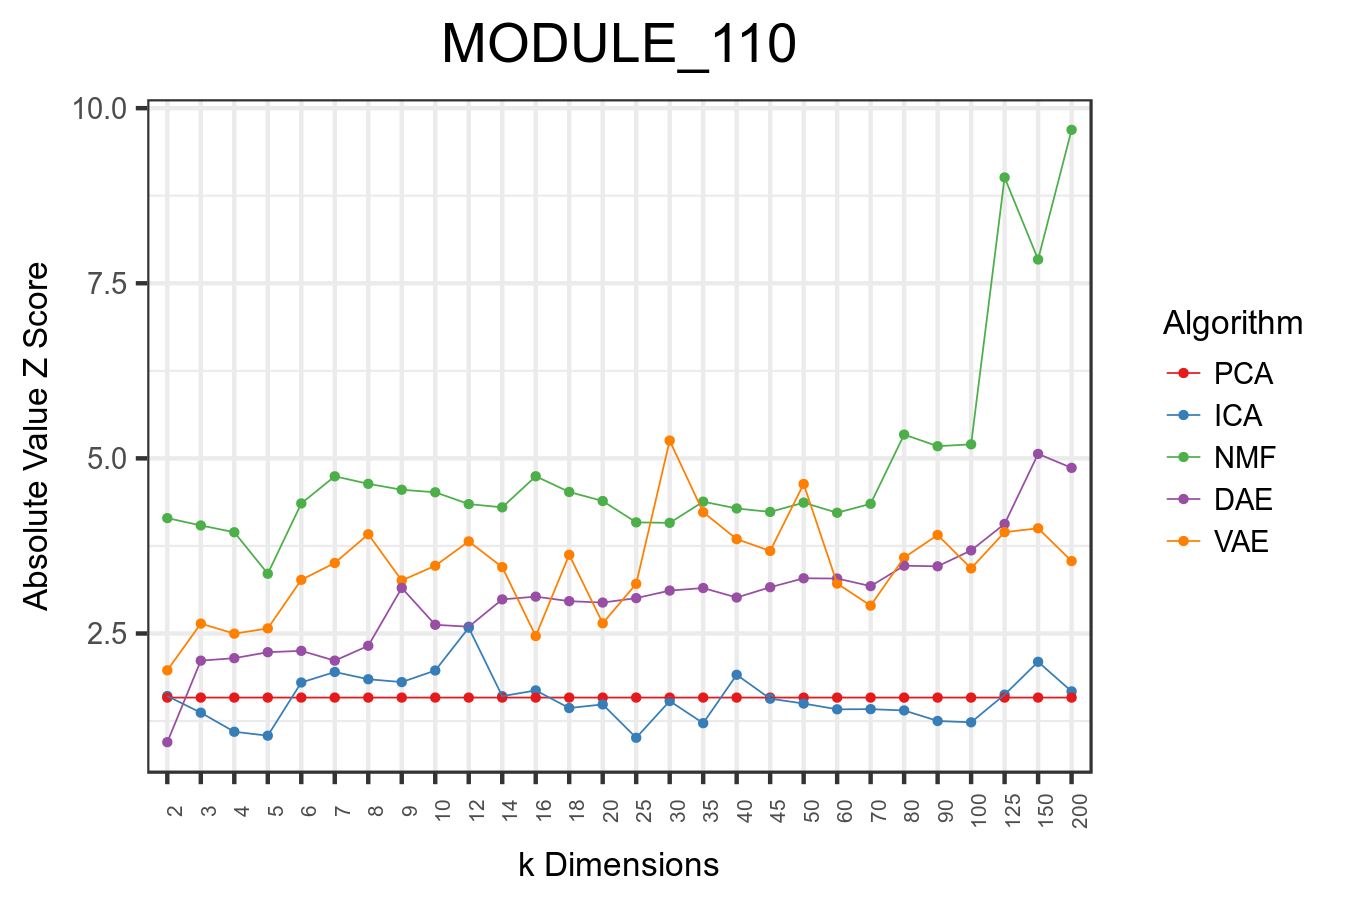 MODULE_110
Absolute Value Z Score
10.0
7.5
5.0
2.5
2 3 4 5 6 7 8 9 10 12 14 16 18 20 25 30 35 40 45 50 60 70 80 90 100 125 150 200
k Dimensions
Algorithm
PCA
ICA
NMF
DAE
VAE